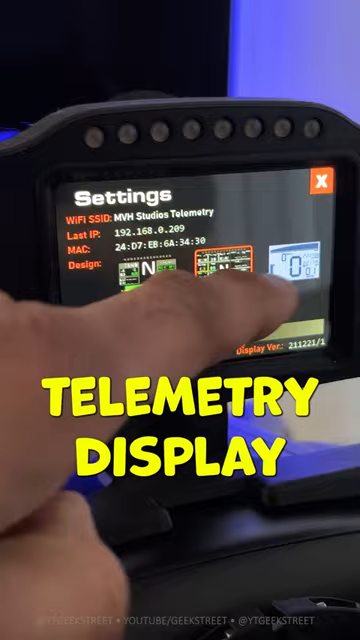 Settings
X
WiFi SSID: MVH Studios Telemetry
Last IP: 192.168.0.209
MAC: 24:D7:EB:6A:34:30
Design:
N
N
0
Display Ver.: 211221/1
TELEMETRY
DISPLAY
@YTGEEKSTREET • YOUTUBE/GEEKSTREET • @YTGEEKSTREET